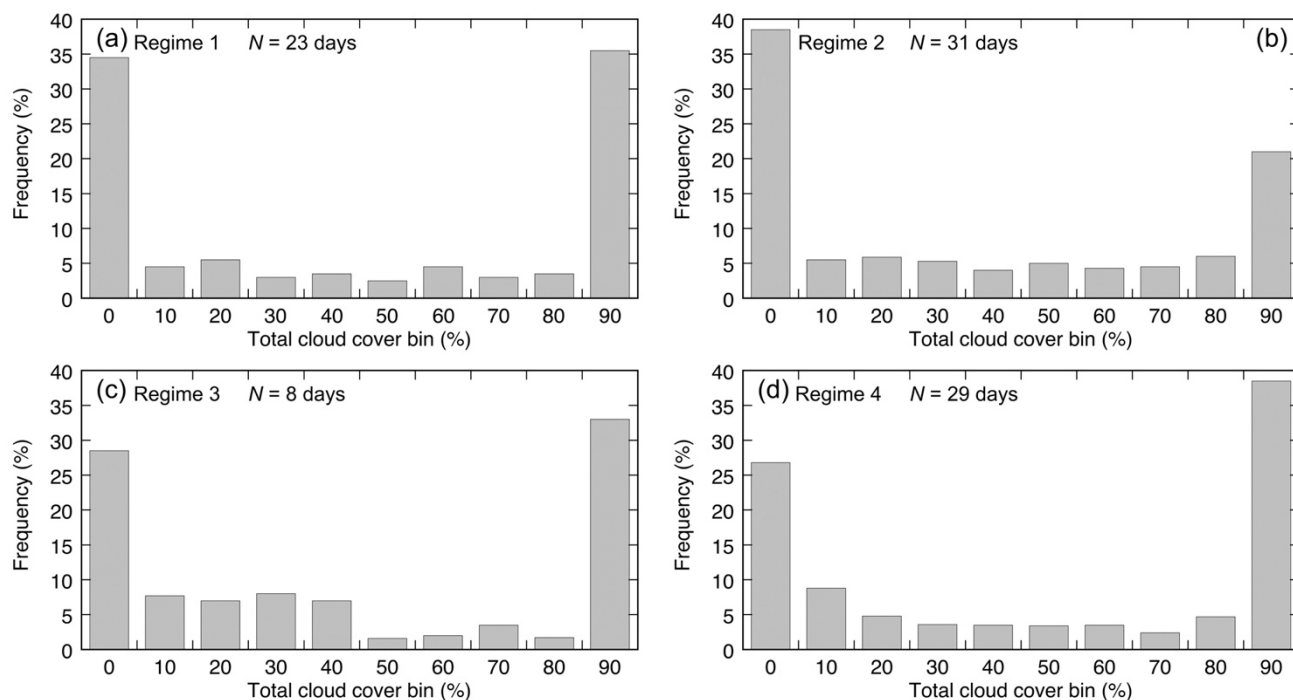 (a) Regime 1 N = 23 days
Frequency (%)
40
35
30
25
20
15
10
5
0
0 10 20 30 40 50 60 70 80 90
Total cloud cover bin (%)
Regime 2 N = 31 days (b)
Frequency (%)
40
35
30
25
20
15
10
5
0
0 10 20 30 40 50 60 70 80 90
Total cloud cover bin (%)
(c) Regime 3 N = 8 days
Frequency (%)
40
35
30
25
20
15
10
5
0
0 10 20 30 40 50 60 70 80 90
Total cloud cover bin (%)
(d) Regime 4 N = 29 days
Frequency (%)
40
35
30
25
20
15
10
5
0
0 10 20 30 40 50 60 70 80 90
Total cloud cover bin (%)